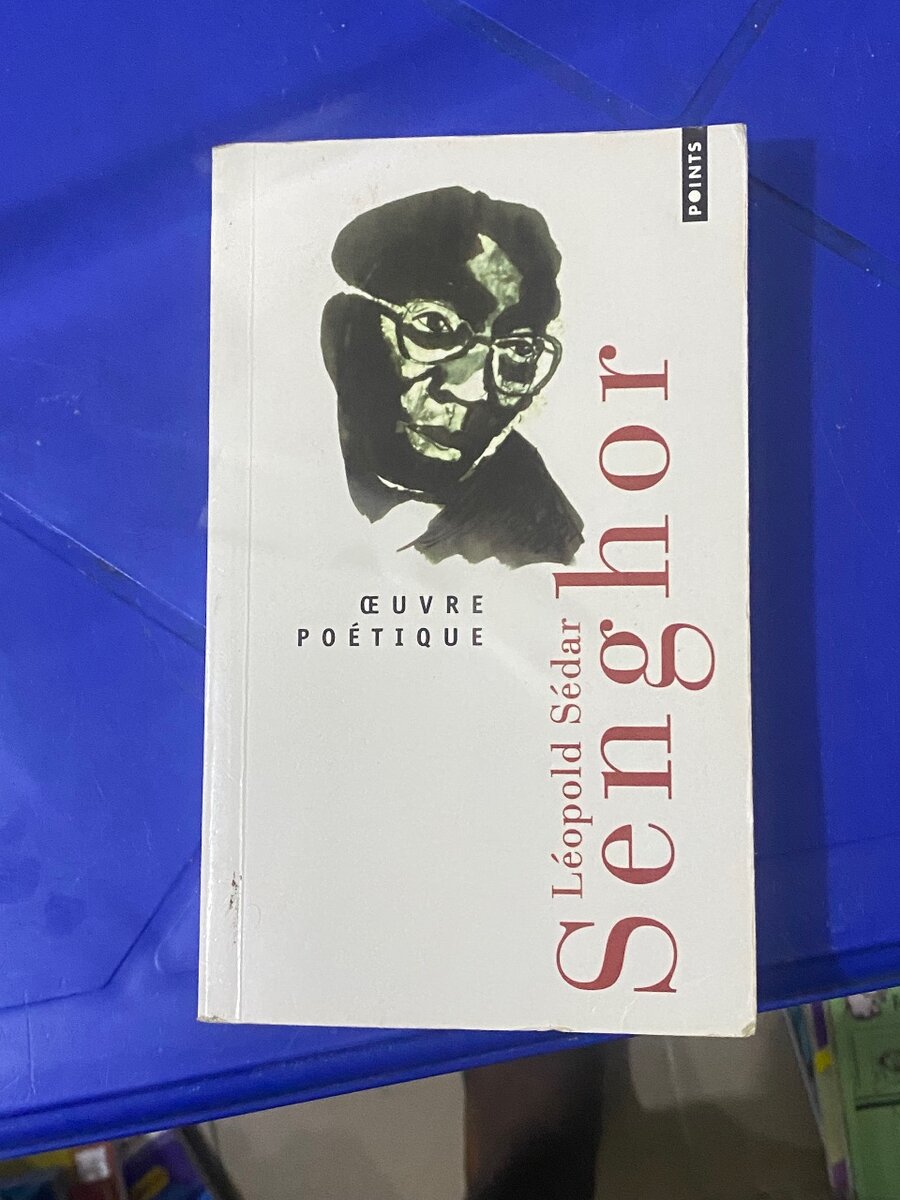 POINTS
ŒUVRE
POÉTIQUE
Léopold Sédar
Senghor